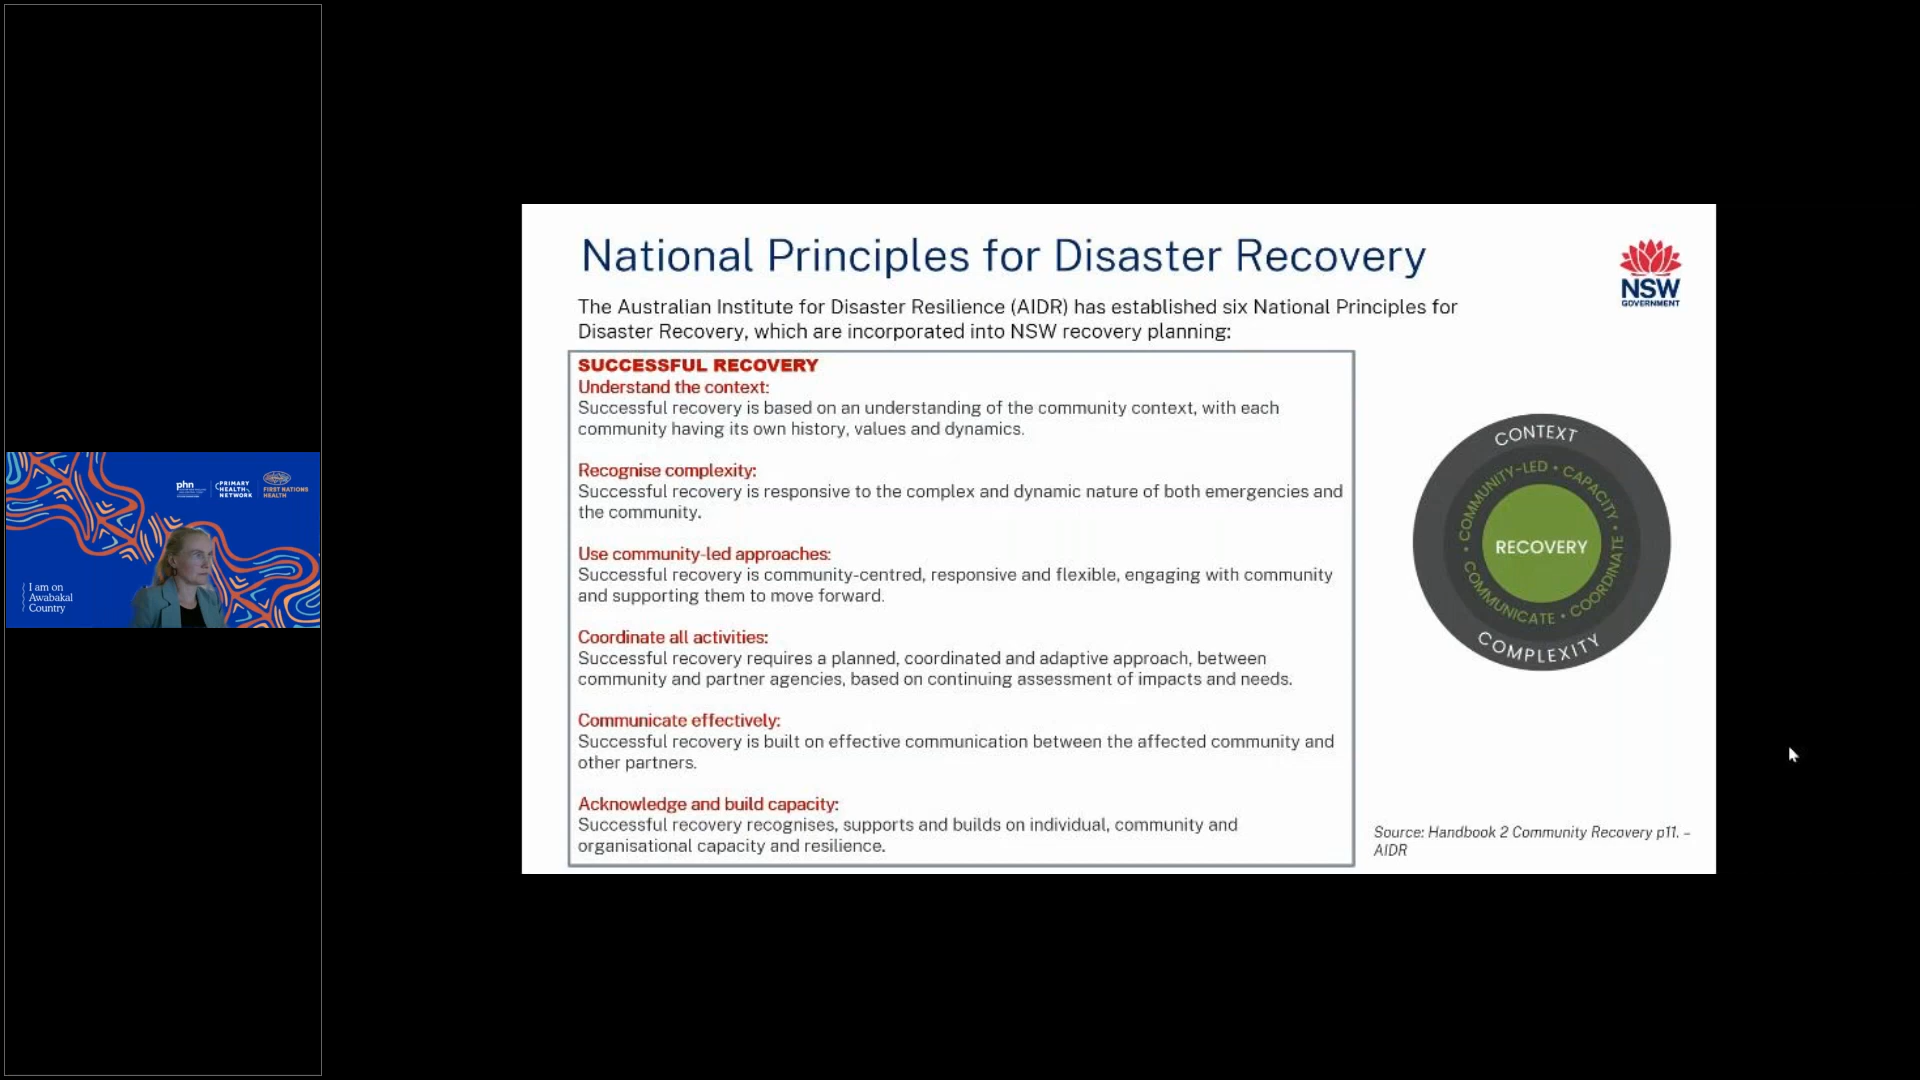 National Principles for Disaster Recovery
NSW
GOVERNMENT
The Australian Institute for Disaster Resilience (AIDR) has established six National Principles for
Disaster Recovery, which are incorporated into NSW recovery planning:
SUCCESSFUL RECOVERY
Understand the context:
Successful recovery is based on an understanding of the community context, with each
community having its own history, values and dynamics.
Recognise complexity:
Successful recovery is responsive to the complex and dynamic nature of both emergencies and
the community.
Use community-led approaches:
Successful recovery is community-centred, responsive and flexible, engaging with community
and supporting them to move forward.
Coordinate all activities:
Successful recovery requires a planned, coordinated and adaptive approach, between
community and partner agencies, based on continuing assessment of impacts and needs.
Communicate effectively:
Successful recovery is built on effective communication between the affected community and
other partners.
Acknowledge and build capacity:
Successful recovery recognises, supports and builds on individual, community and
organisational capacity and resilience.
CONTEXT
• COMMUNITY-LED • CAPACITY • COORDINATE • COMMUNICATE
RECOVERY
COMPLEXITY
Source: Handbook 2 Community Recovery p11. –
AIDR
phn
PRIMARY
HEALTH
NETWORK
FIRST NATIONS
HEALTH
I am on
Awabakal
Country